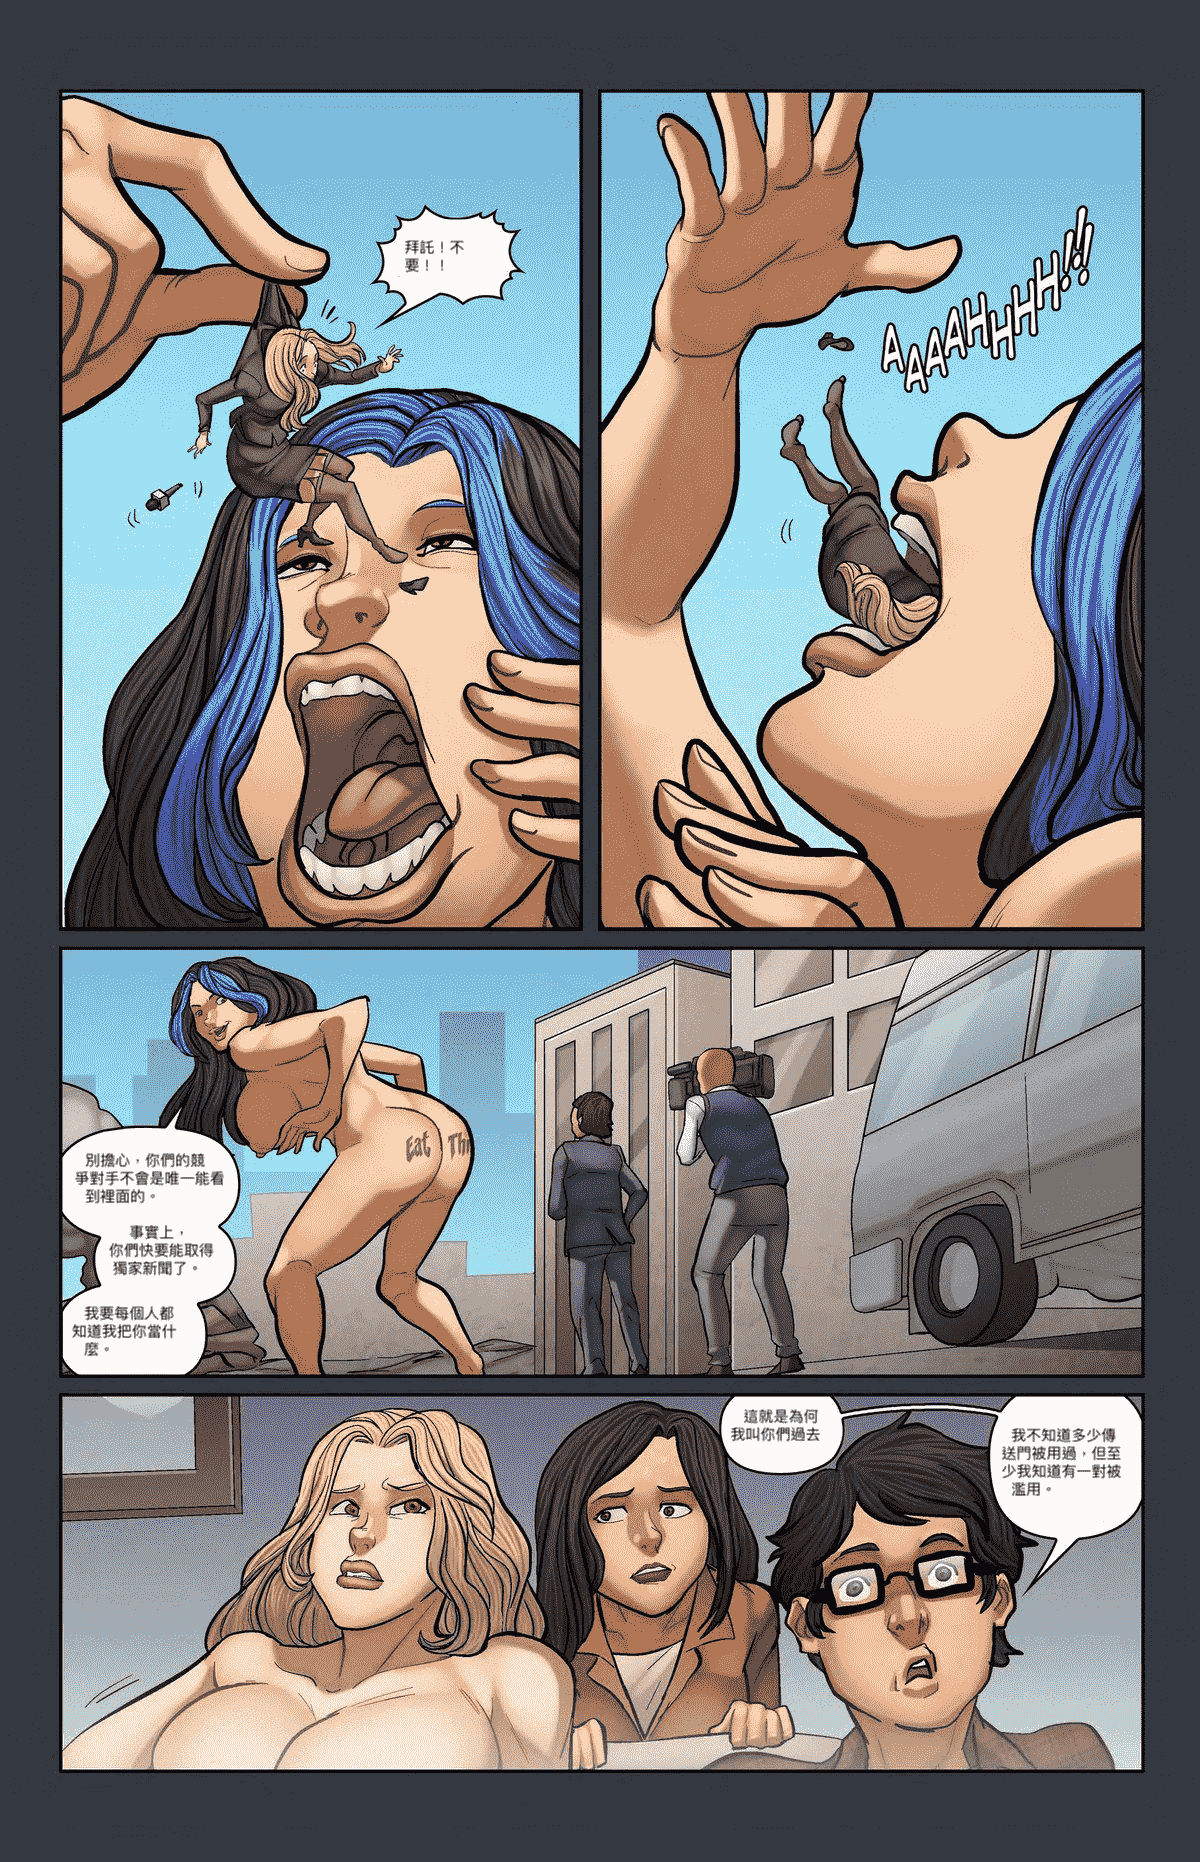 拜託！不
要！！
AAAAHHHH!!
別擔心，你們的競
爭對手不會是唯一能看
到裡面的。
事實上，
你們快要能取得
獨家新聞了。
我要每個人都
知道我把你當什
麼。
Eat Th
這就是為何
我叫你們過去
我不知道多少傳
送門被用過，但至
少我知道有一對被
濫用。